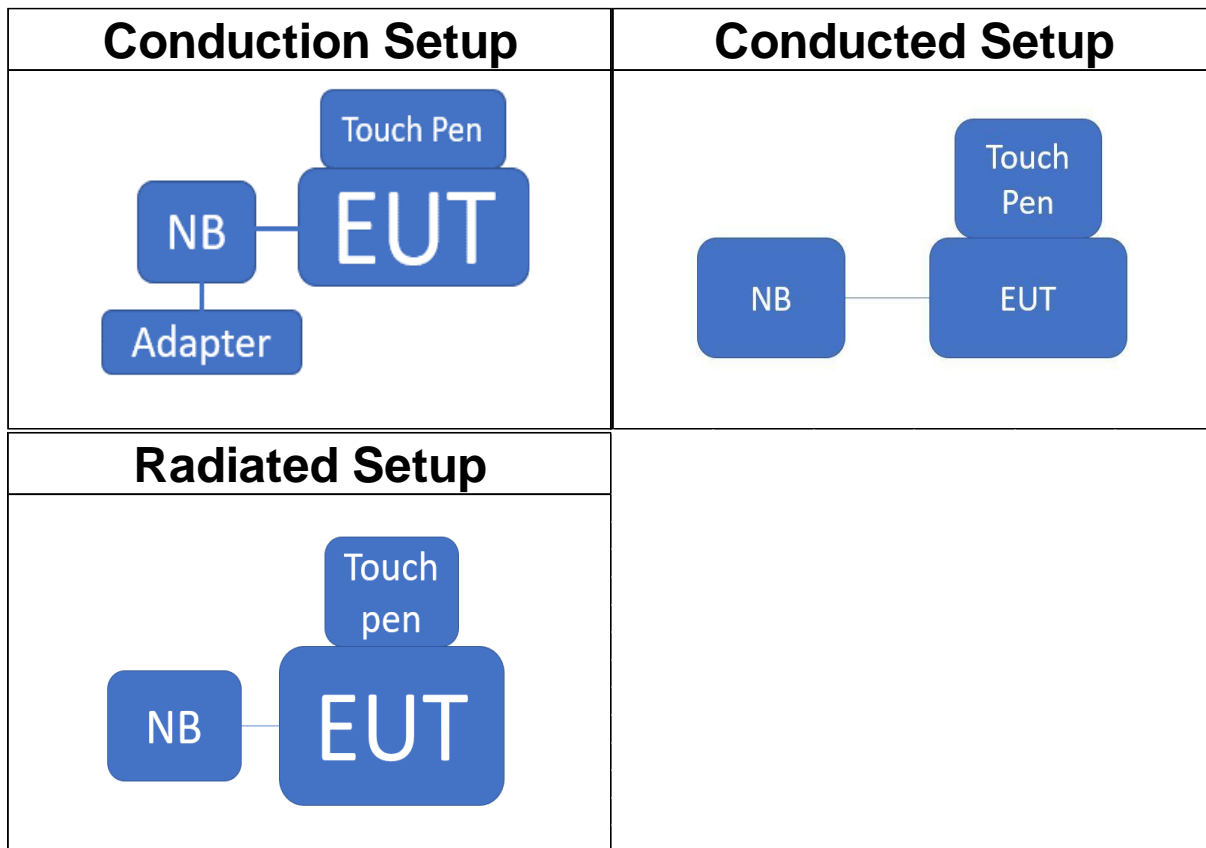 Conduction Setup
Touch Pen
NB
EUT
Adapter
Conducted Setup
Touch
Pen
NB
EUT
Radiated Setup
Touch
pen
NB
EUT